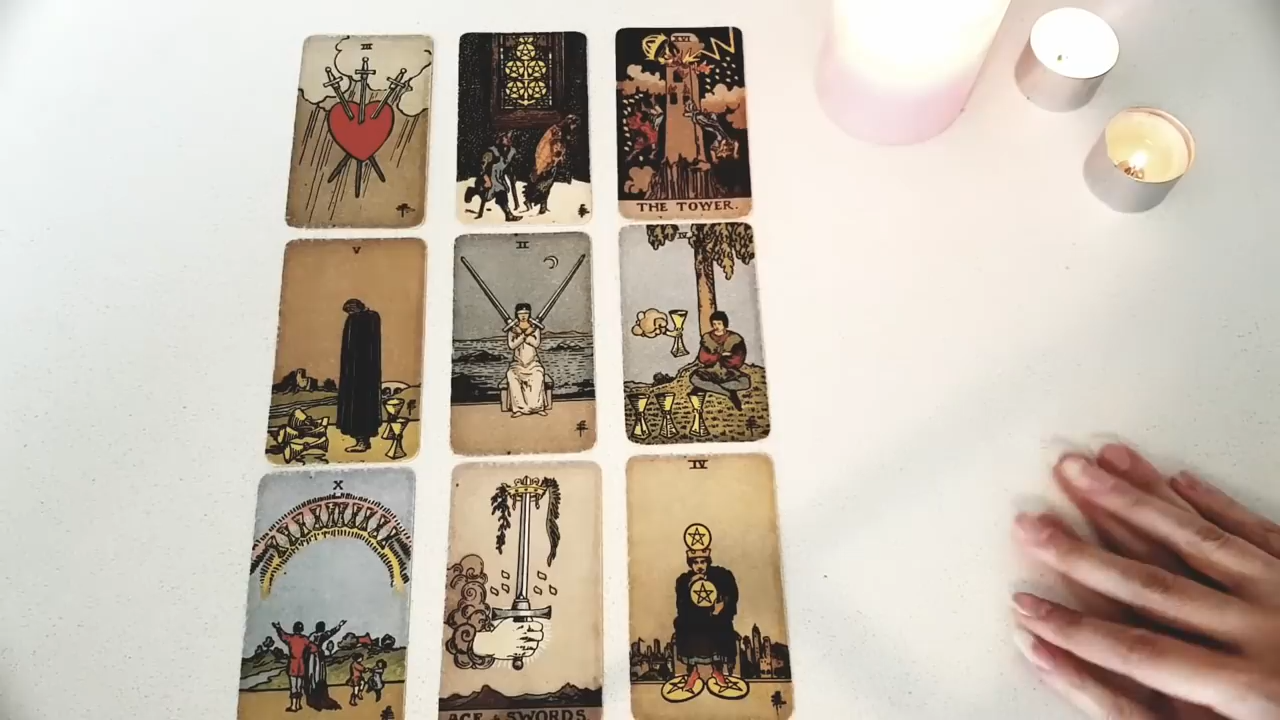 III
XVI
THE TOWER.
V
II
IV
X
IV
ACE of SWORDS.